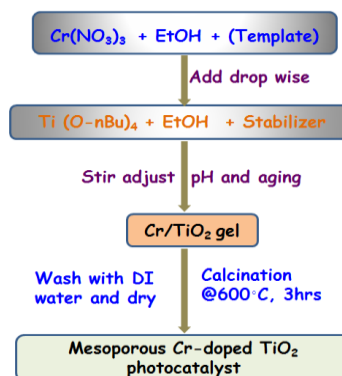 Cr(NO₃)₃ + EtOH + (Template)
Add drop wise
Ti (O-nBu)₄ + EtOH + Stabilizer
Stir adjust pH and aging
Cr/TiO₂ gel
Wash with DI
water and dry
Calcination
@600°C, 3hrs
Mesoporous Cr-doped TiO₂
photocatalyst